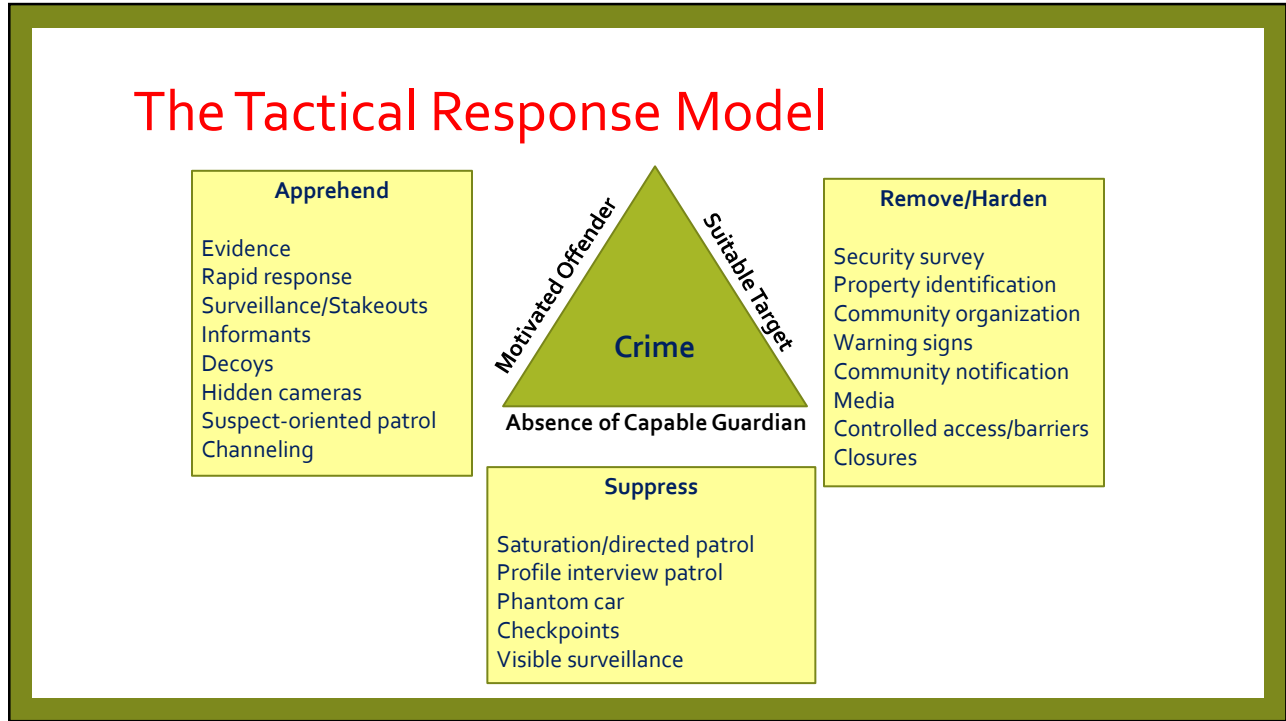 The Tactical Response Model
Apprehend
Evidence
Rapid response
Surveillance/Stakeouts
Informants
Decoys
Hidden cameras
Suspect-oriented patrol
Channeling
Motivated Offender
Suitable Target
Crime
Absence of Capable Guardian
Remove/Harden
Security survey
Property identification
Community organization
Warning signs
Community notification
Media
Controlled access/barriers
Closures
Suppress
Saturation/directed patrol
Profile interview patrol
Phantom car
Checkpoints
Visible surveillance